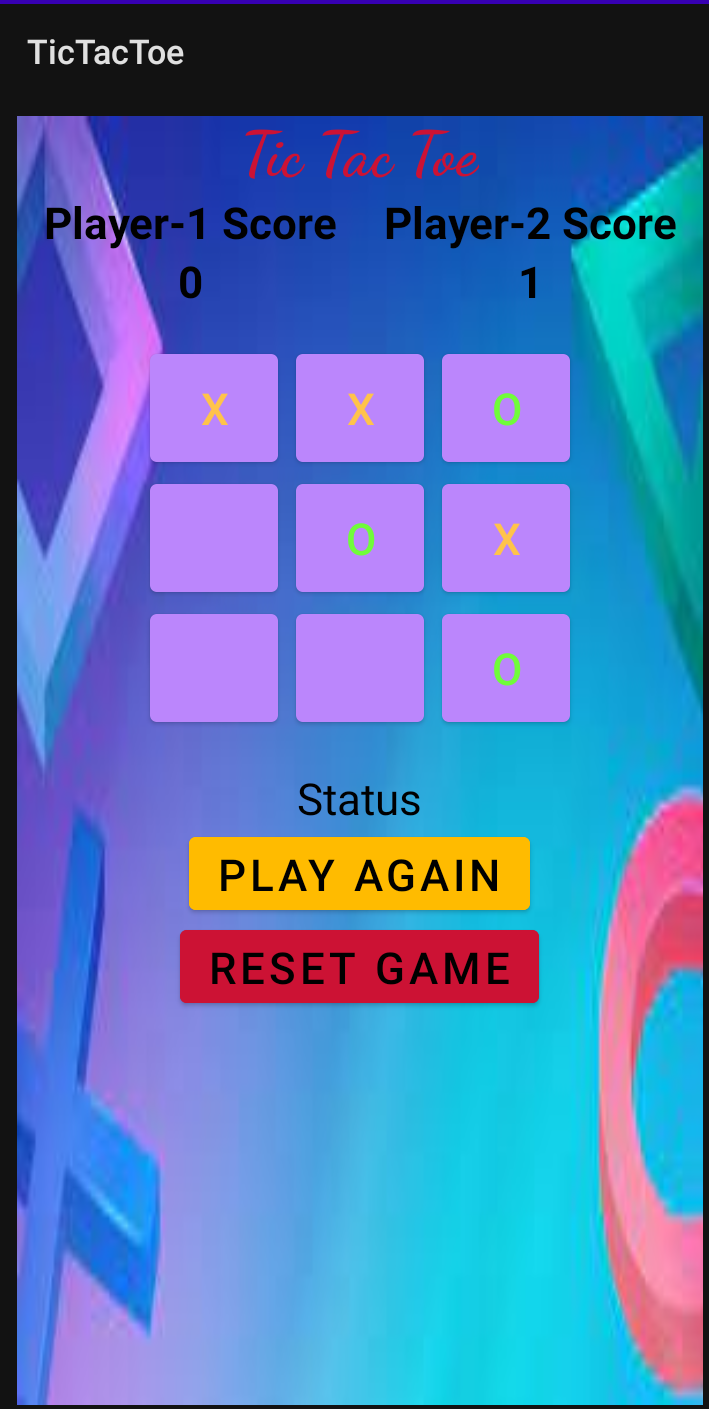 TicTacToe
Tic Tac Toe
Player-1 Score Player-2 Score
0 1
X X O
O X
O
Status
PLAY AGAIN
RESET GAME